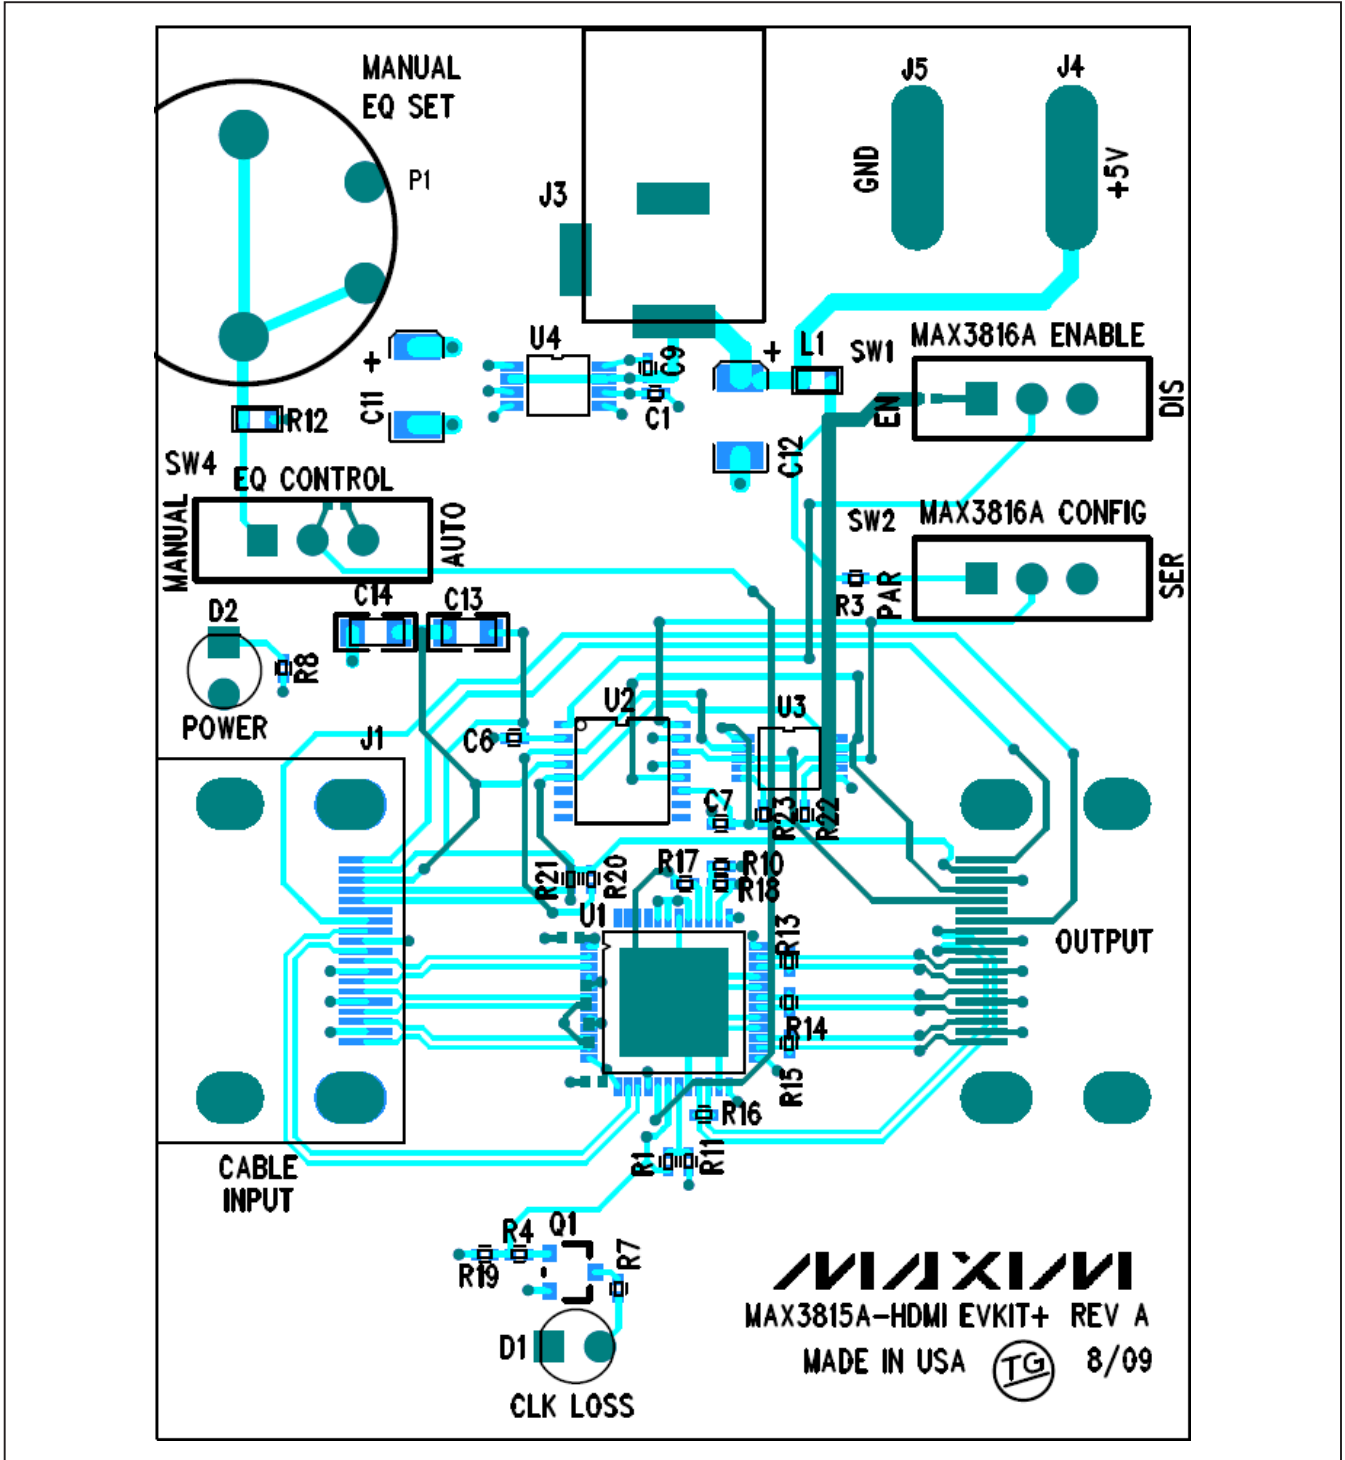 MANUAL
EQ SET
P1
J3
J5
J4
GND
+5V
U4
+
C11
C9
C1
+
L1
C12
SW1
MAX3816A ENABLE
EN
DIS
R12
SW4
EQ CONTROL
MANUAL
AUTO
SW2
MAX3816A CONFIG
PAR
SER
R3
C14
C13
D2
R8
POWER
U2
U3
J1
C6
C7
R23
R22
R17
R10
R18
R21
R20
U1
R13
OUTPUT
R14
R15
R16
R1
R11
CABLE
INPUT
R4
Q1
R19
R7
D1
CLK LOSS
MAXIM
MAX3815A-HDMI EVKIT+ REV A
MADE IN USA TG 8/09